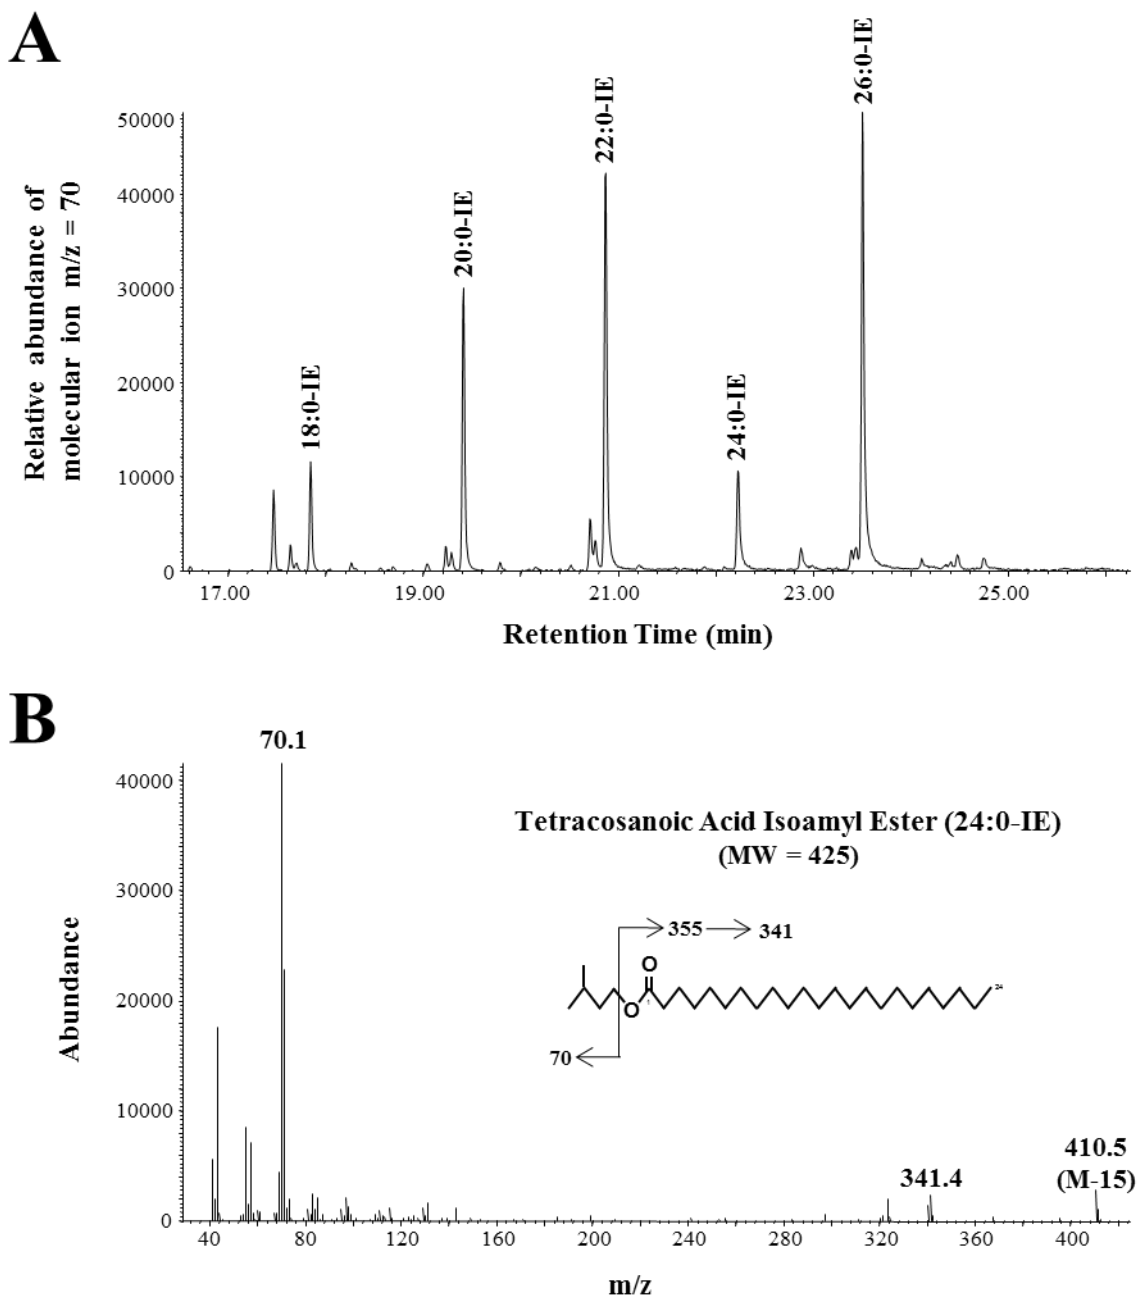 A
Relative abundance of
molecular ion m/z = 70
50000
40000
30000
20000
10000
0
18:0-IE
20:0-IE
22:0-IE
24:0-IE
26:0-IE
17.00 19.00 21.00 23.00 25.00
Retention Time (min)
B
70.1
Abundance
40000
30000
20000
10000
0
Tetracosanoic Acid Isoamyl Ester (24:0-IE)
(MW = 425)
355 341
O
O
1
24
70
341.4
410.5
(M-15)
40 80 120 160 200 240 280 320 360 400
m/z